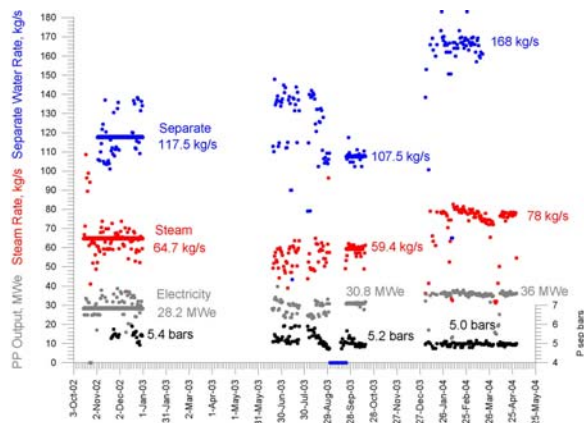 PP Output, MWe Steam Rate, kg/s Separate Water Rate, kg/s
180
170
160
150
140
130
120
110
100
90
80
70
60
50
40
30
20
10
0
Separate
117.5 kg/s
Steam
64.7 kg/s
Electricity
28.2 MWe
5.4 bars
107.5 kg/s
59.4 kg/s
30.8 MWe
5.2 bars
168 kg/s
78 kg/s
36 MWe
5.0 bars
7
6
5
4
P sep bars
3-Oct-02
2-Nov-02
2-Dec-02
1-Jan-03
31-Jan-03
2-Mar-03
1-Apr-03
1-May-03
31-May-03
30-Jun-03
30-Jul-03
29-Aug-03
28-Sep-03
28-Oct-03
27-Nov-03
27-Dec-03
26-Jan-04
25-Feb-04
26-Mar-04
25-Apr-04
25-May-04